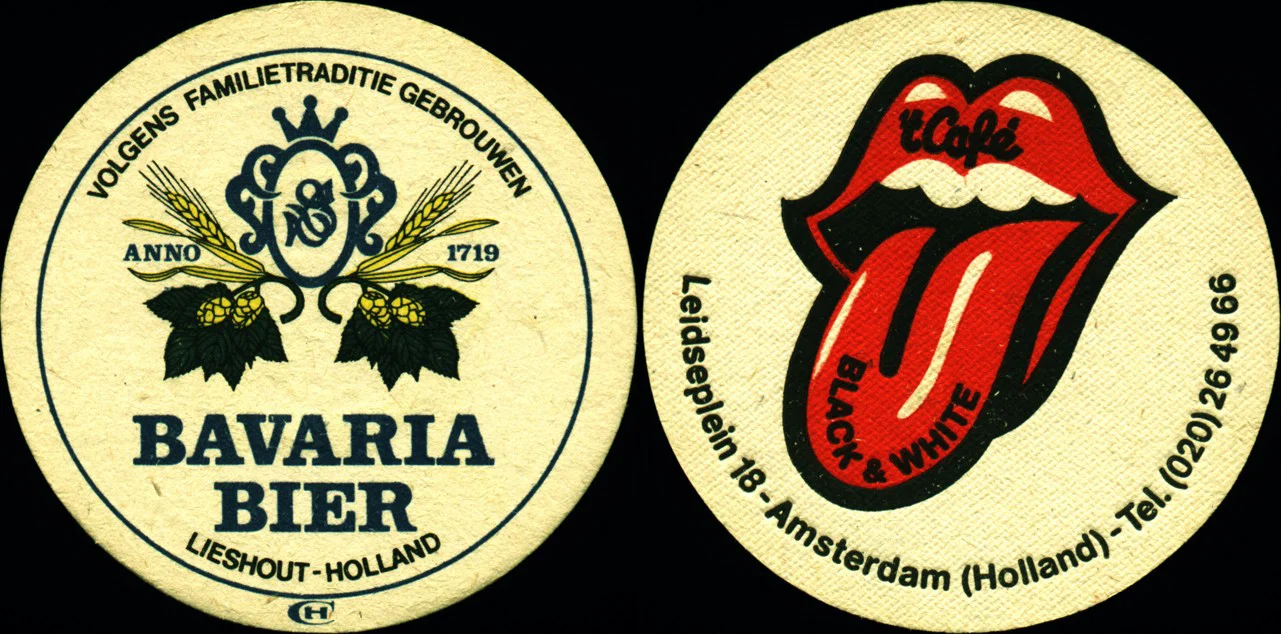 VOLGENS FAMILIETRADITIE GEBROUWEN
ANNO 1719
BAVARIA
BIER
LIESHOUT-HOLLAND
CH
't Café
BLACK & WHITE
Leidseplein 18-Amsterdam (Holland)-Tel. (020) 26 49 66